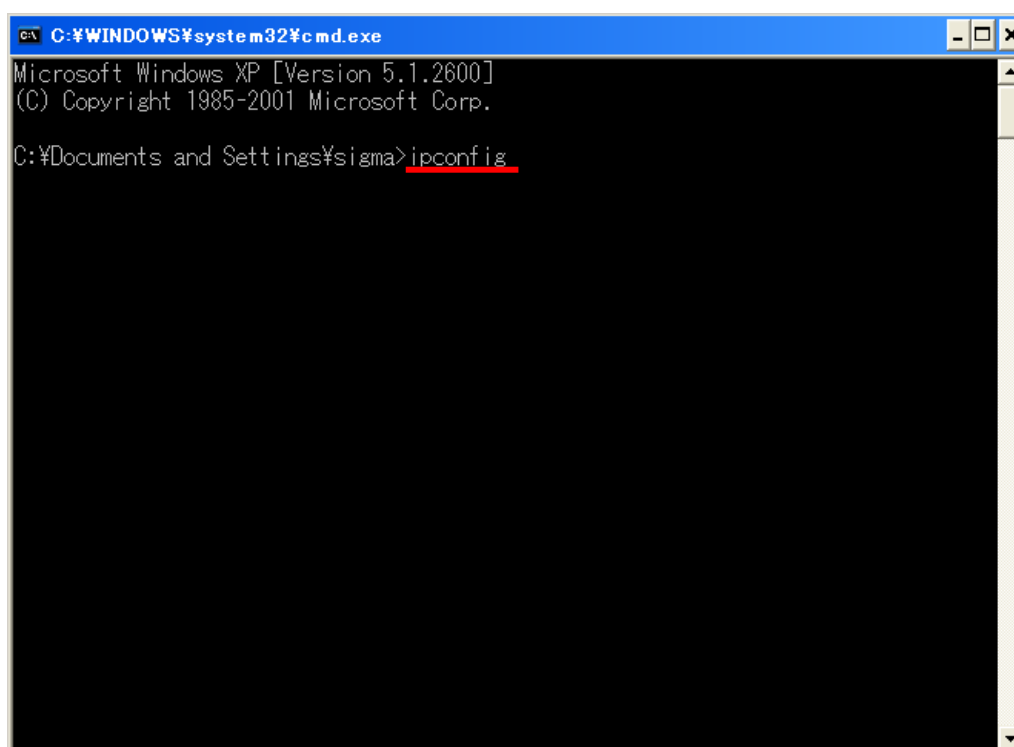 C:¥WINDOWS¥system32¥cmd.exe
Microsoft Windows XP [Version 5.1.2600]
(C) Copyright 1985-2001 Microsoft Corp.
C:¥Documents and Settings¥sigma>ipconfig